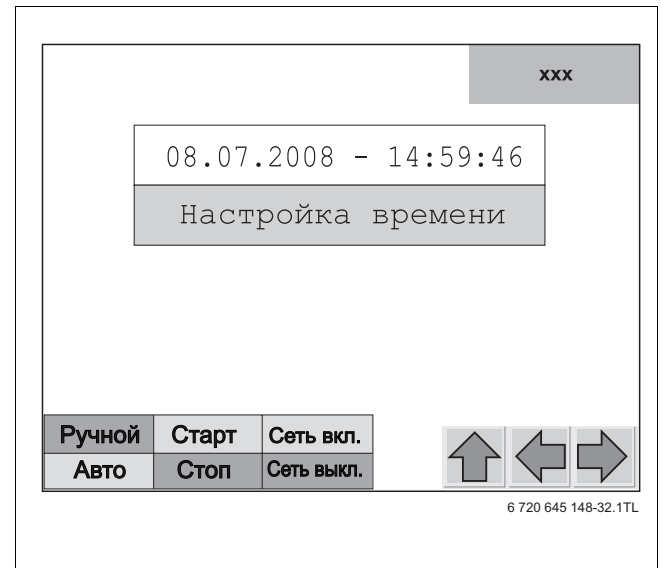 xxx
08.07.2008 - 14:59:46
Настройка времени
Ручной Старт Сеть вкл.
Авто Стоп Сеть выкл.
6 720 645 148-32.1TL